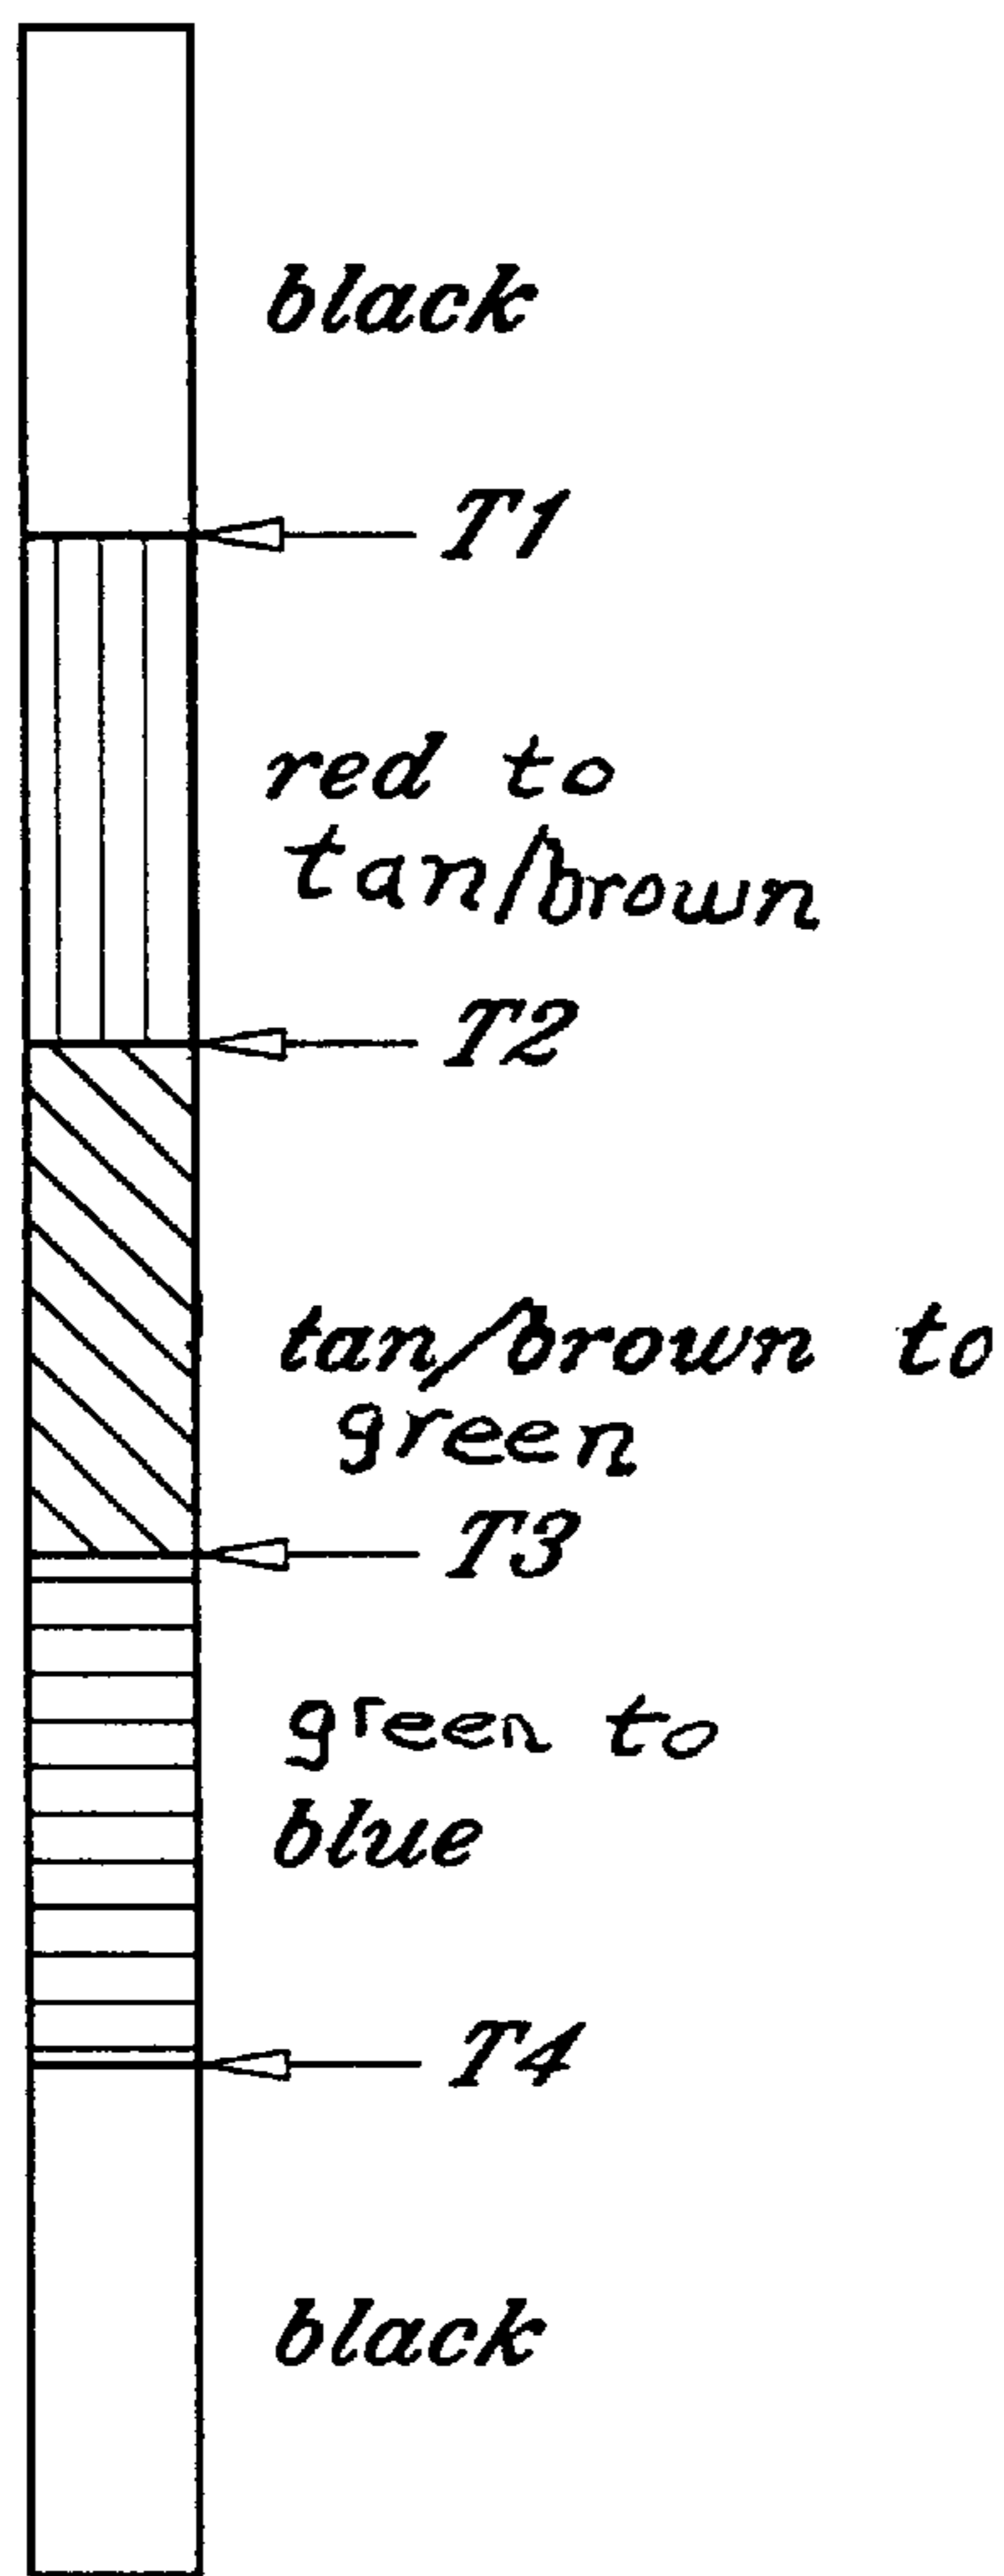 black
T1
red to
tan/brown
T2
tan/brown to
green
T3
green to
blue
T4
black